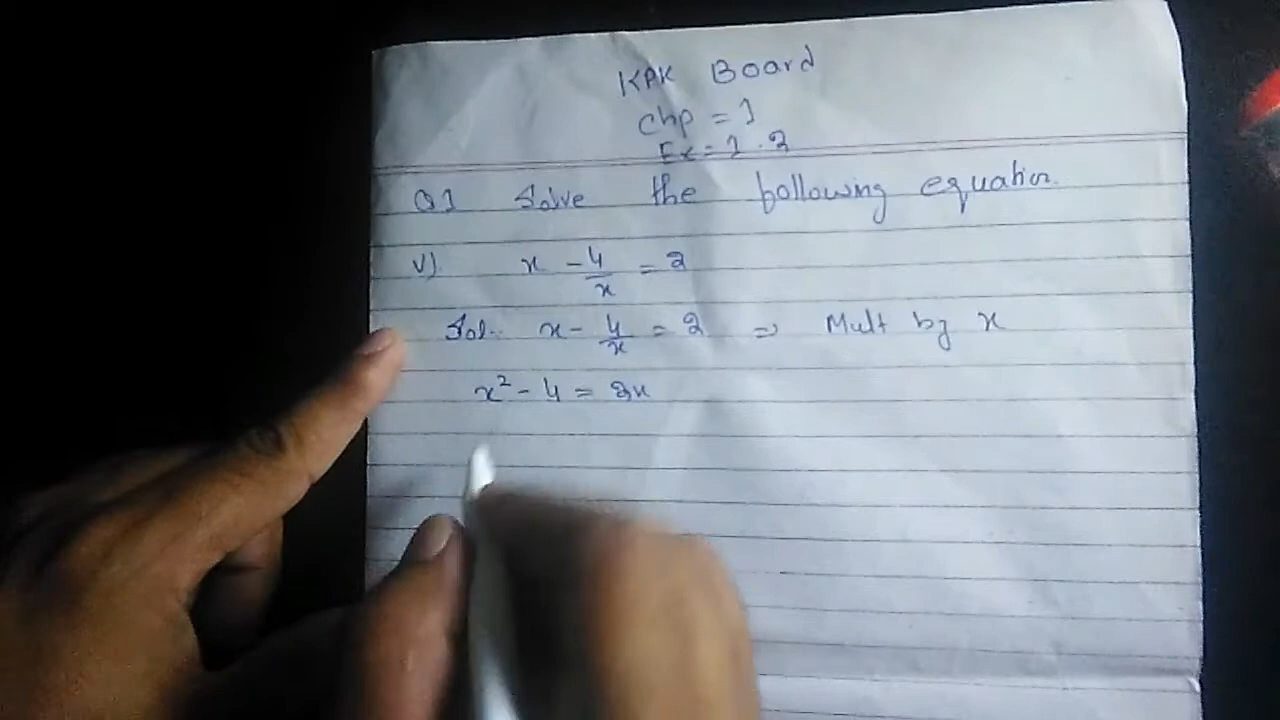 KPK Board
Chp = 1
Ex = 1.2
Q1 Solve the following equation.
v) x - 4/x = 2
Sol:. x - 4/x = 2 => Mult by x
x² - 4 = 2x